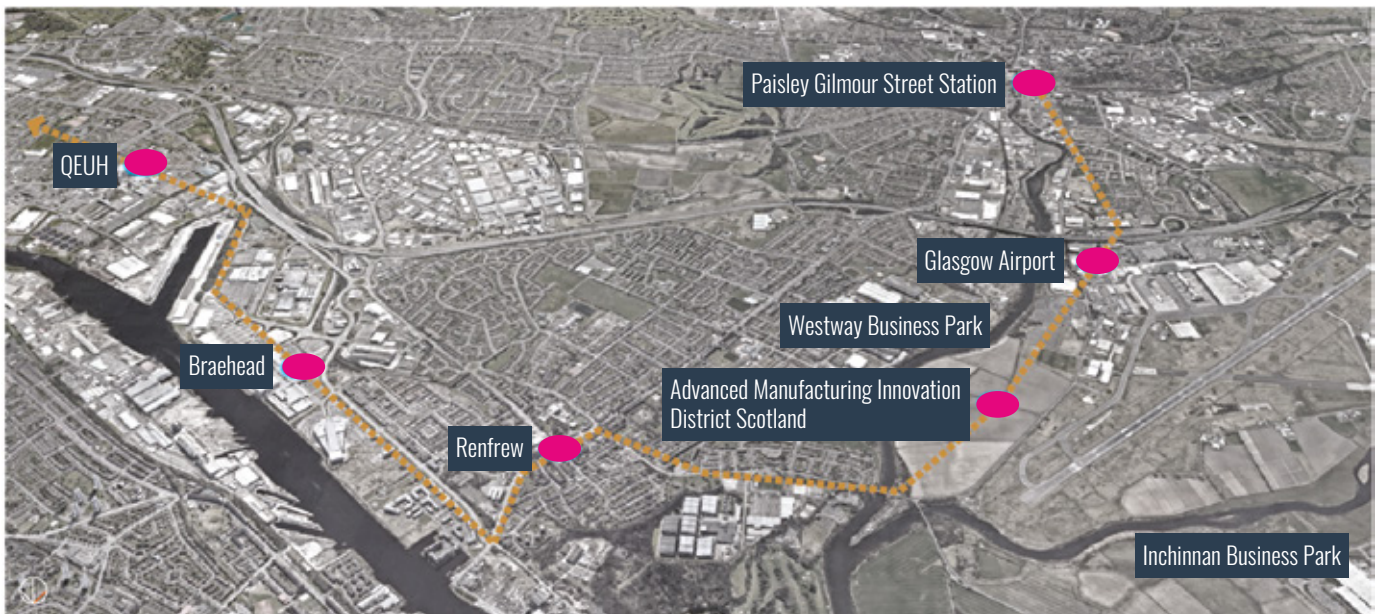 Paisley Gilmour Street Station
QEUH
Glasgow Airport
Westway Business Park
Braehead
Advanced Manufacturing Innovation
District Scotland
Renfrew
Inchinnan Business Park